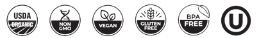 USDA
ORGANIC
NON
GMO
VEGAN
GLUTEN
FREE
BPA
FREE
U